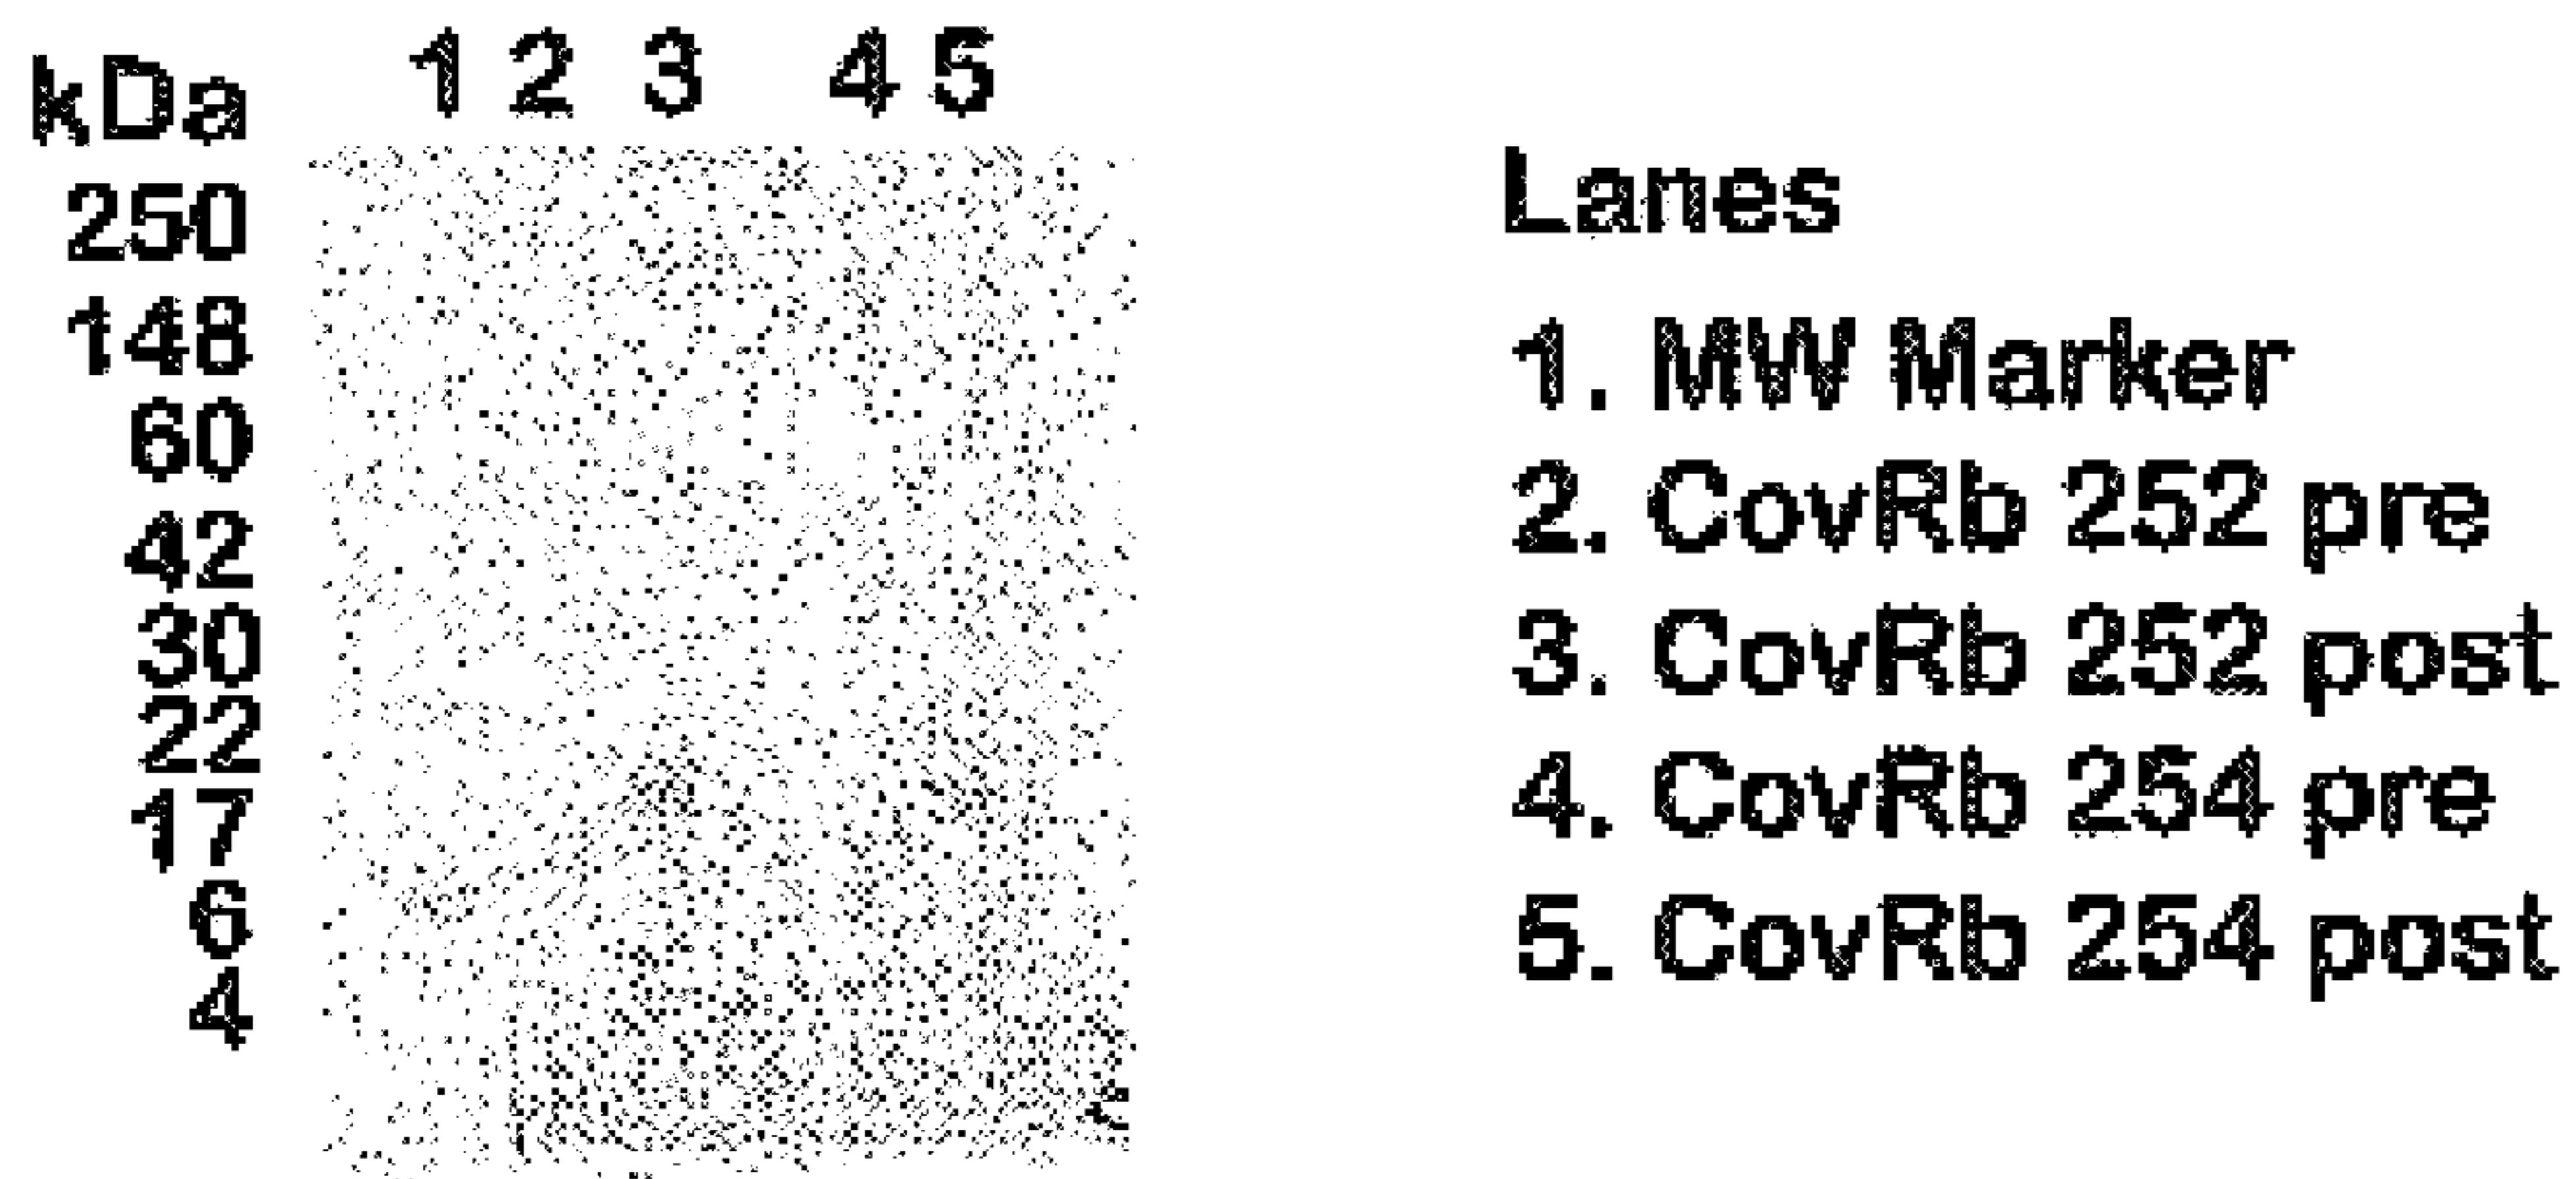 1 2 3 4 5
kDa
250
148
60
42
30
22
17
6
4
Lanes
1. MW Marker
2. CovRb 252 pre
3. CovRb 252 post
4. CovRb 254 pre
5. CovRb 254 post